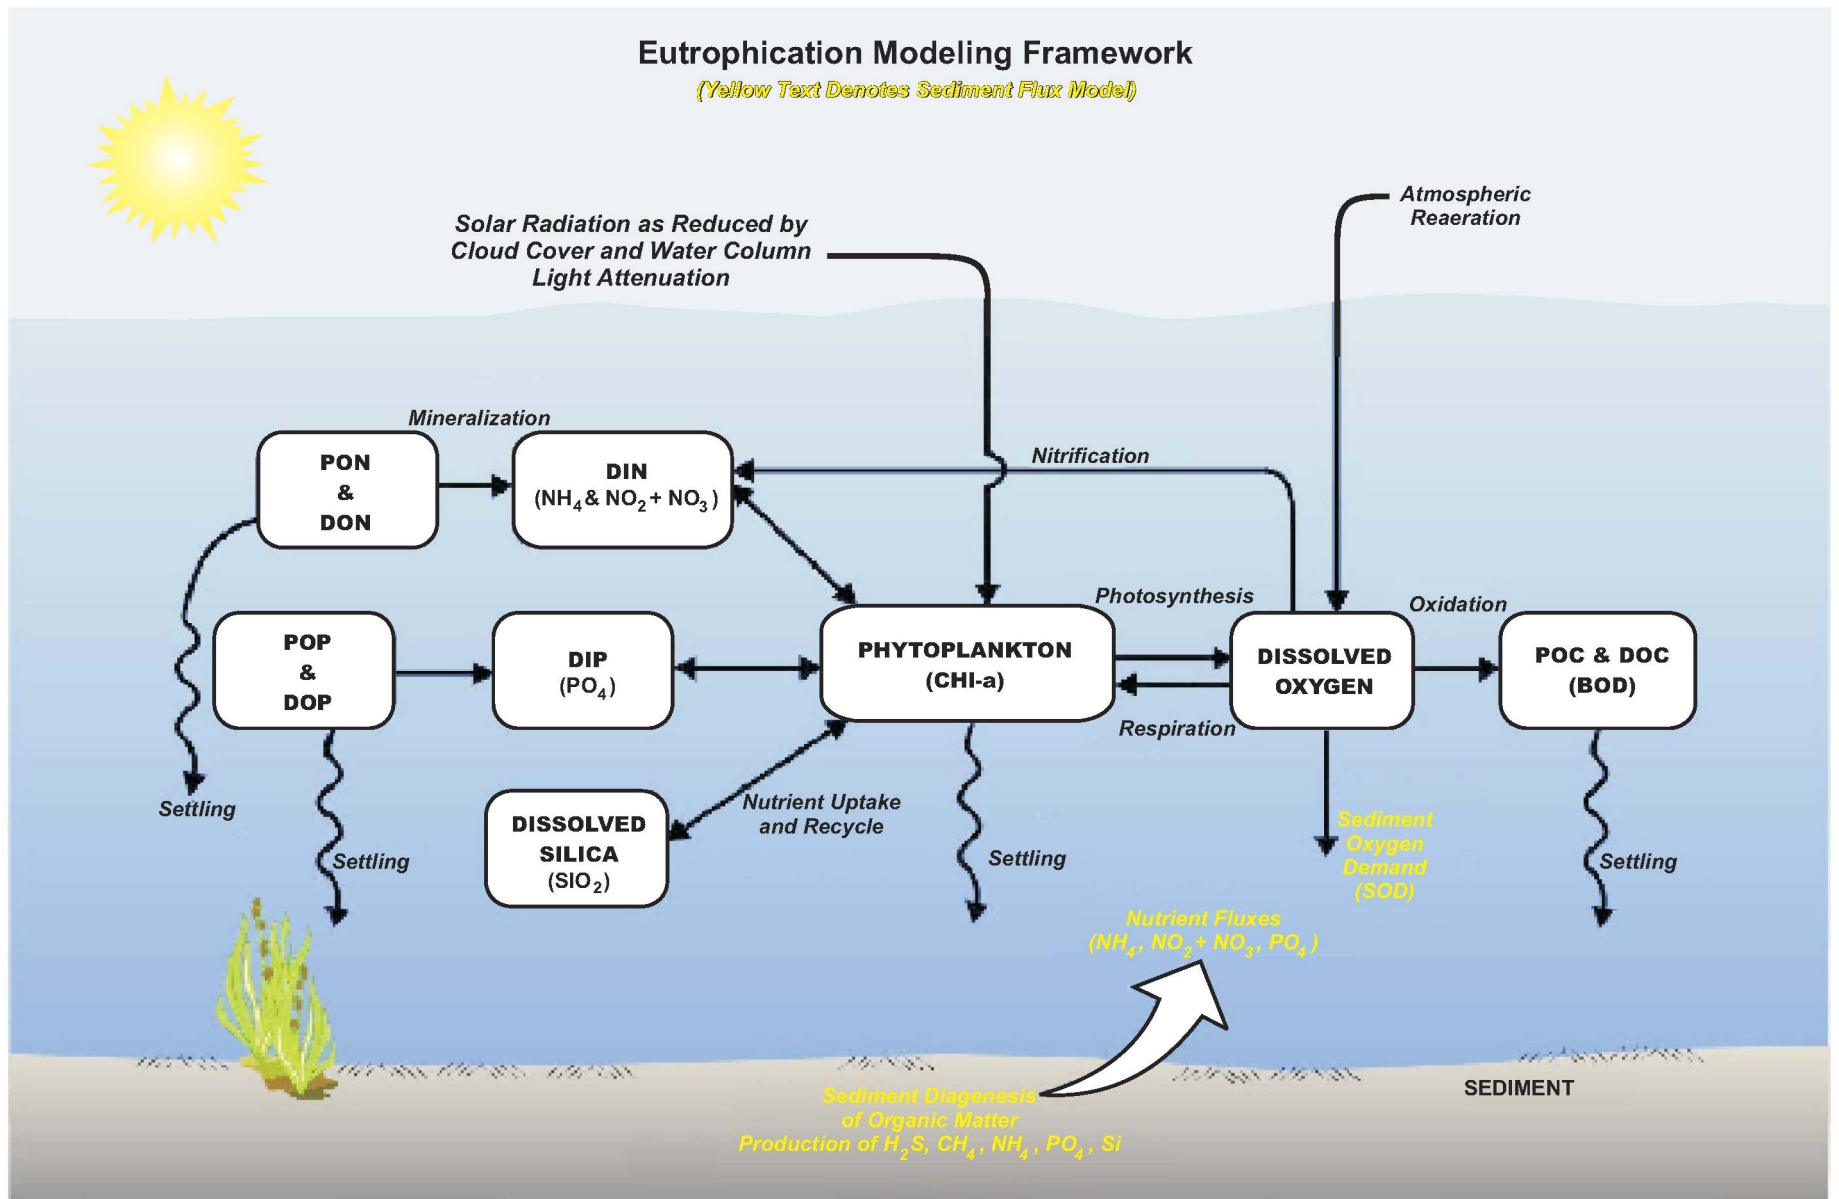 Eutrophication Modeling Framework
(Yellow Text Denotes Sediment Flux Model)
Atmospheric
Reaeration
Solar Radiation as Reduced by
Cloud Cover and Water Column
Light Attenuation
Mineralization
Nitrification
PON
&
DON
DIN
(NH4 & NO2 + NO3)
Photosynthesis
Oxidation
POP
&
DOP
DIP
(PO4)
PHYTOPLANKTON
(CHI-a)
DISSOLVED
OXYGEN
POC & DOC
(BOD)
Respiration
Settling
DISSOLVED
SILICA
(SIO2)
Nutrient Uptake
and Recycle
Settling
Settling
Sediment
Oxygen
Demand
(SOD)
Settling
Nutrient Fluxes
(NH4, NO2 + NO3, PO4)
SEDIMENT
Sediment Diagenesis
of Organic Matter
Production of H2S, CH4, NH4, PO4, Si